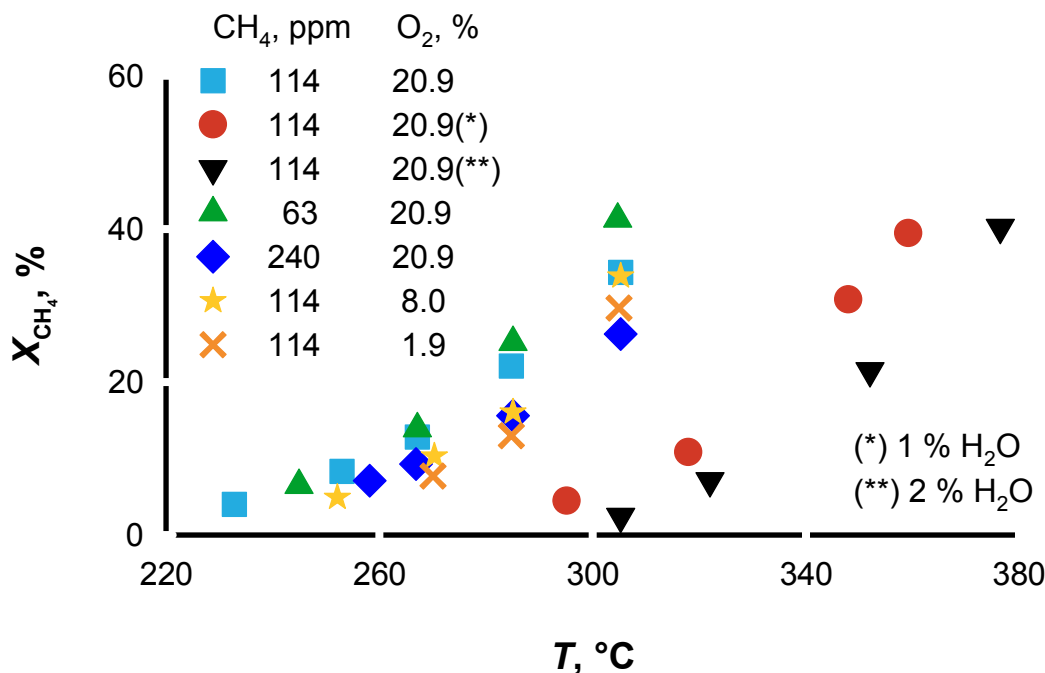 CH₄, ppm O₂, %
114 20.9
114 20.9(*)
114 20.9(**)
63 20.9
240 20.9
114 8.0
114 1.9
60
40
20
0
X_CH₄, %
(*) 1 % H₂O
(**) 2 % H₂O
220 260 300 340 380
T, °C